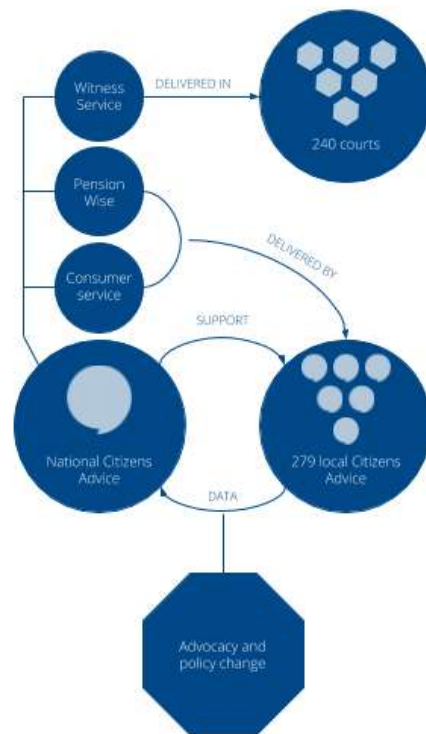 Witness
Service
DELIVERED IN
240 courts
Pension
Wise
Consumer
service
DELIVERED BY
SUPPORT
National Citizens
Advice
279 local Citizens
Advice
DATA
Advocacy and
policy change